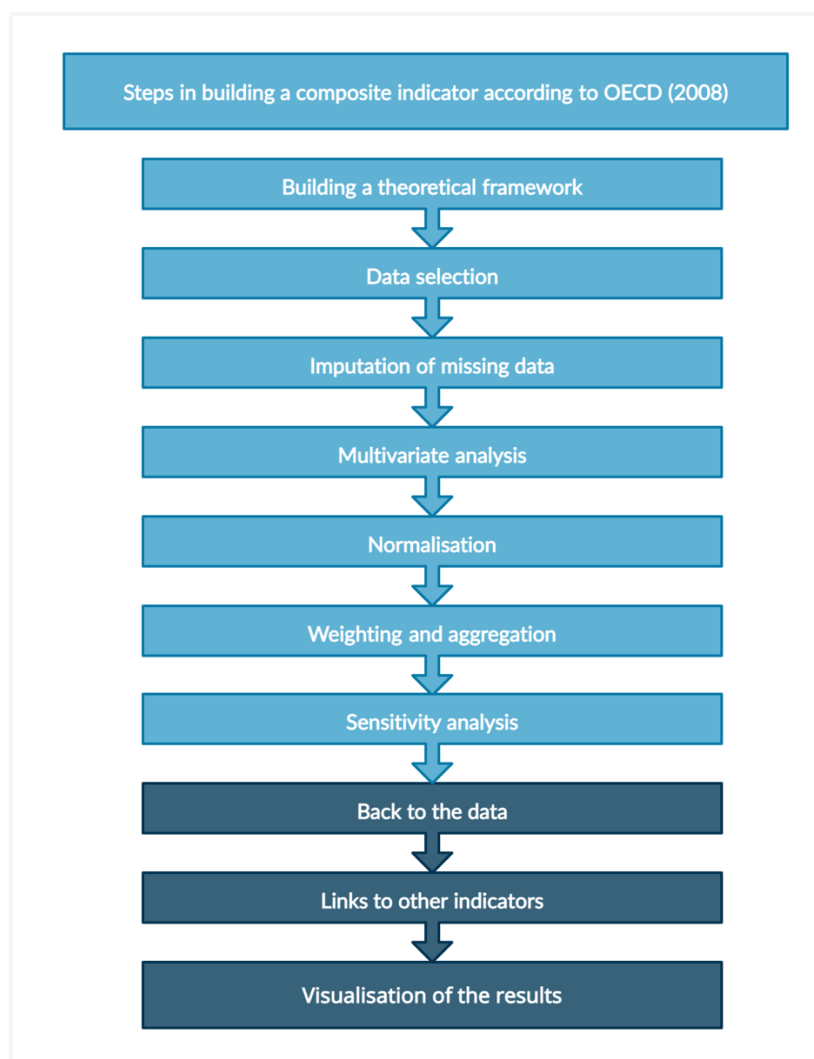 Steps in building a composite indicator according to OECD (2008)
Building a theoretical framework
Data selection
Imputation of missing data
Multivariate analysis
Normalisation
Weighting and aggregation
Sensitivity analysis
Back to the data
Links to other indicators
Visualisation of the results